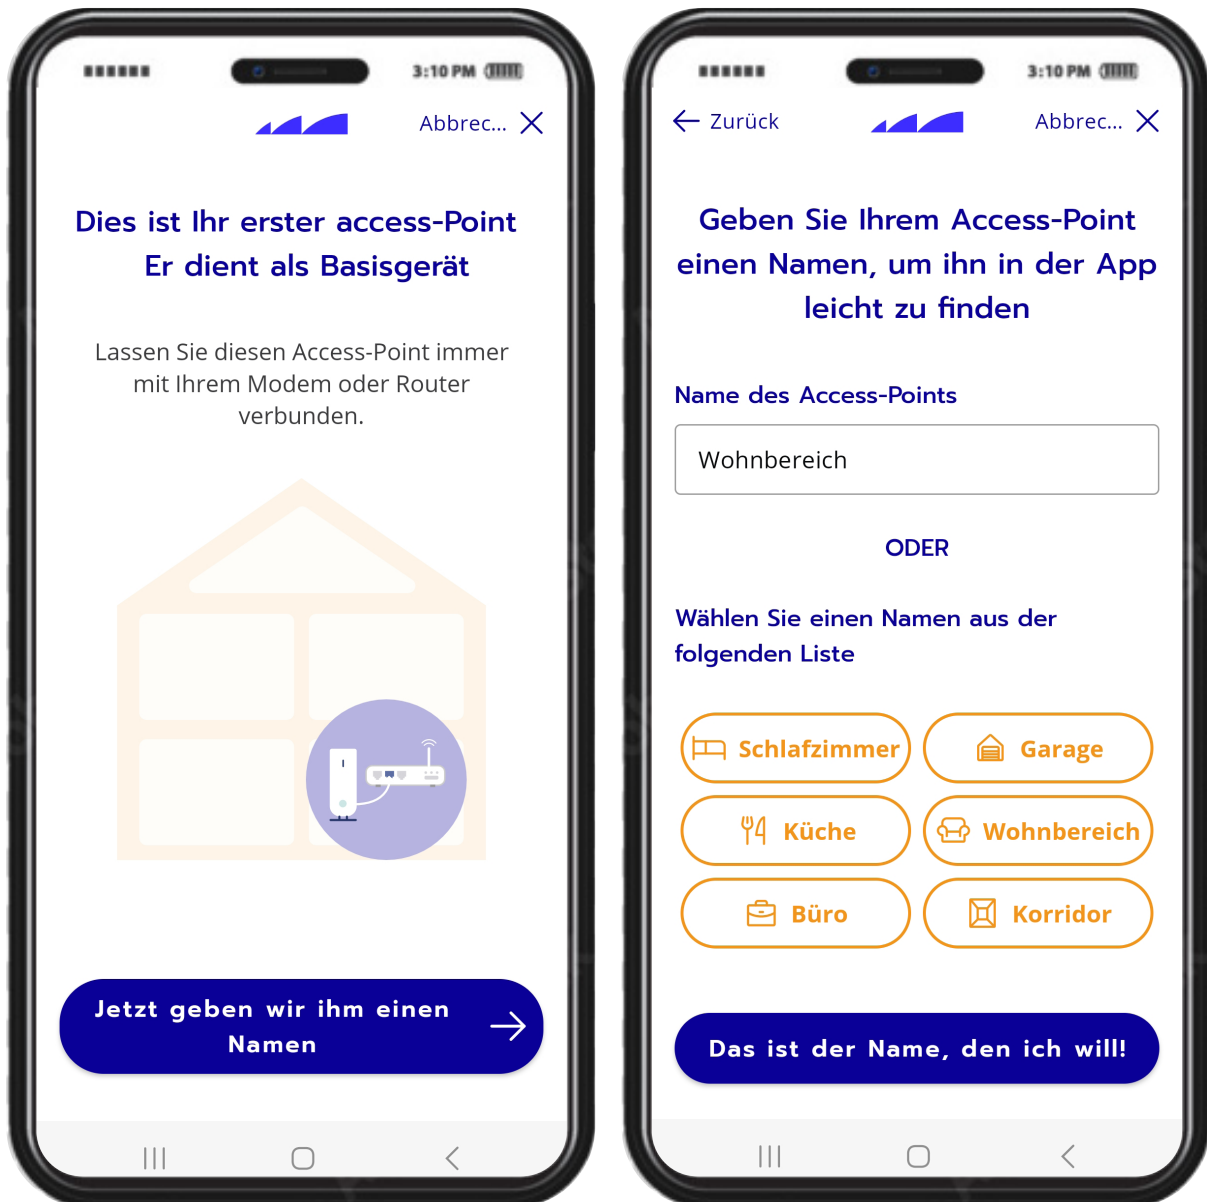 3:10 PM
Abbrec...
Dies ist Ihr erster access-Point
Er dient als Basisgerät
Lassen Sie diesen Access-Point immer
mit Ihrem Modem oder Router
verbunden.
Jetzt geben wir ihm einen
Namen
3:10 PM
Zurück
Abbrec...
Geben Sie Ihrem Access-Point
einen Namen, um ihn in der App
leicht zu finden
Name des Access-Points
Wohnbereich
ODER
Wählen Sie einen Namen aus der
folgenden Liste
Schlafzimmer
Garage
Küche
Wohnbereich
Büro
Korridor
Das ist der Name, den ich will!